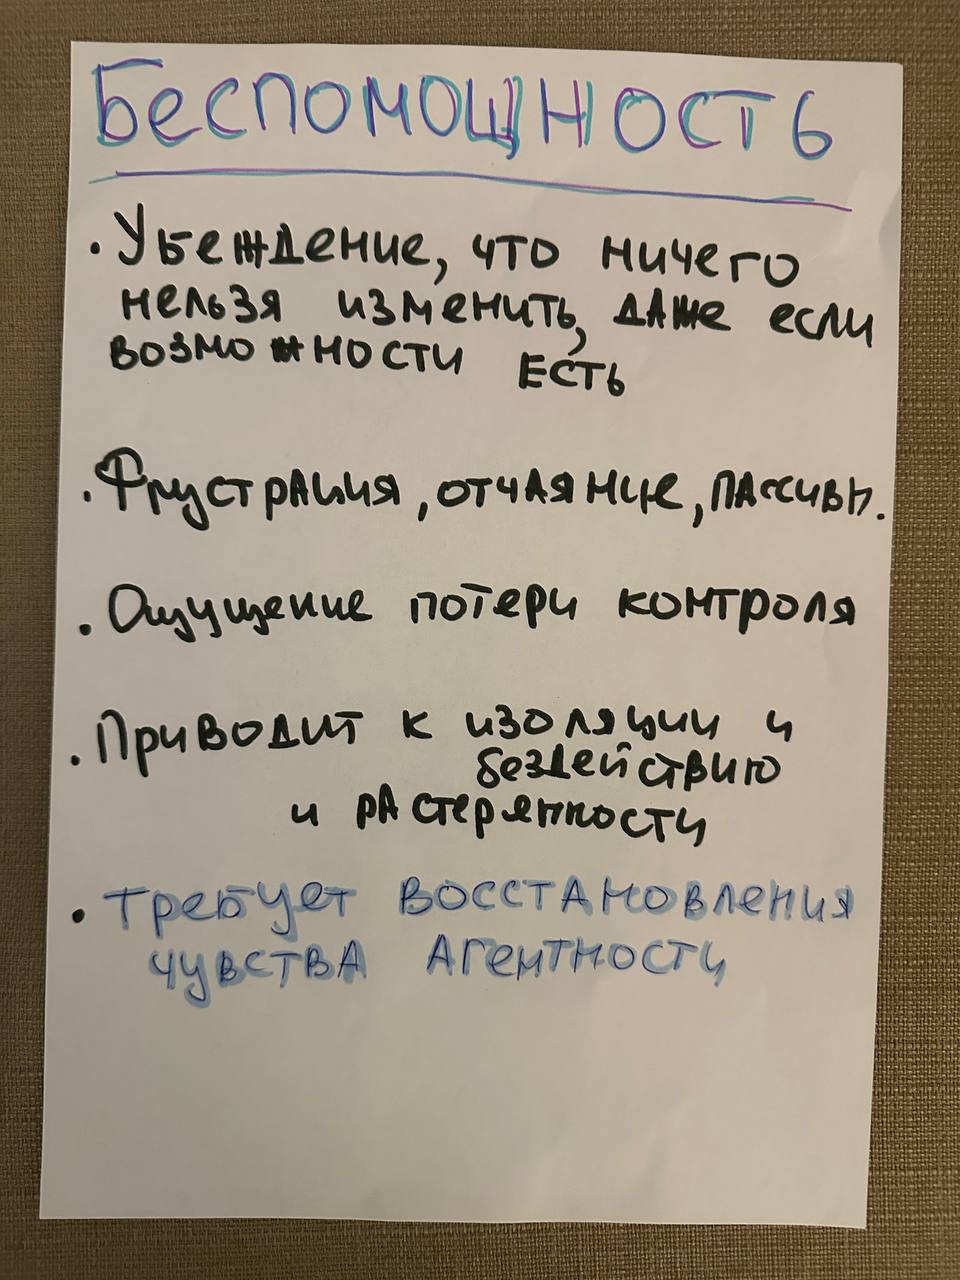 Беспомощность
• Убеждение, что ничего
нельзя изменить, даже если
возможности есть
• Фрустрация, отчаяние, пассивн.
• Ощущение потери контроля
• Приводит к изоляции и
бездействию
и растерянности
• Требует восстановления
чувства агентности